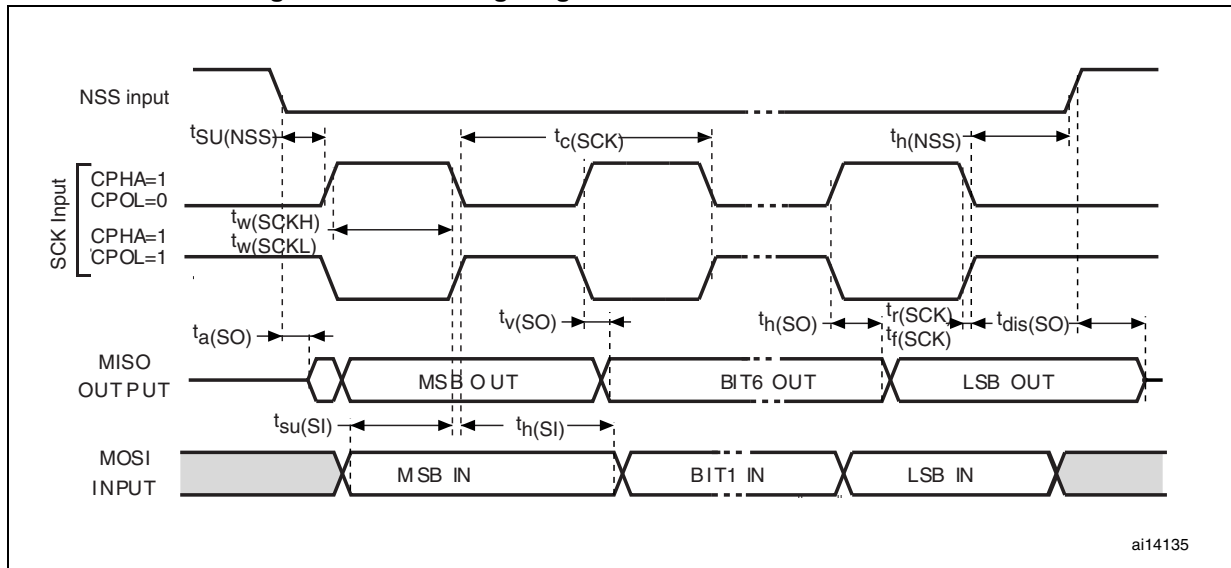 NSS input
tSU(NSS)
tc(SCK)
th(NSS)
SCK Input
CPHA=1
CPOL=0
tw(SCKH)
tw(SCKL)
CPHA=1
CPOL=1
ta(SO)
tv(SO)
th(SO)
tr(SCK)
tf(SCK)
tdis(SO)
MISO
OUTPUT
MSB OUT
BIT6 OUT
LSB OUT
tsu(SI)
th(SI)
MOSI
INPUT
MSB IN
BIT1 IN
LSB IN
ai14135